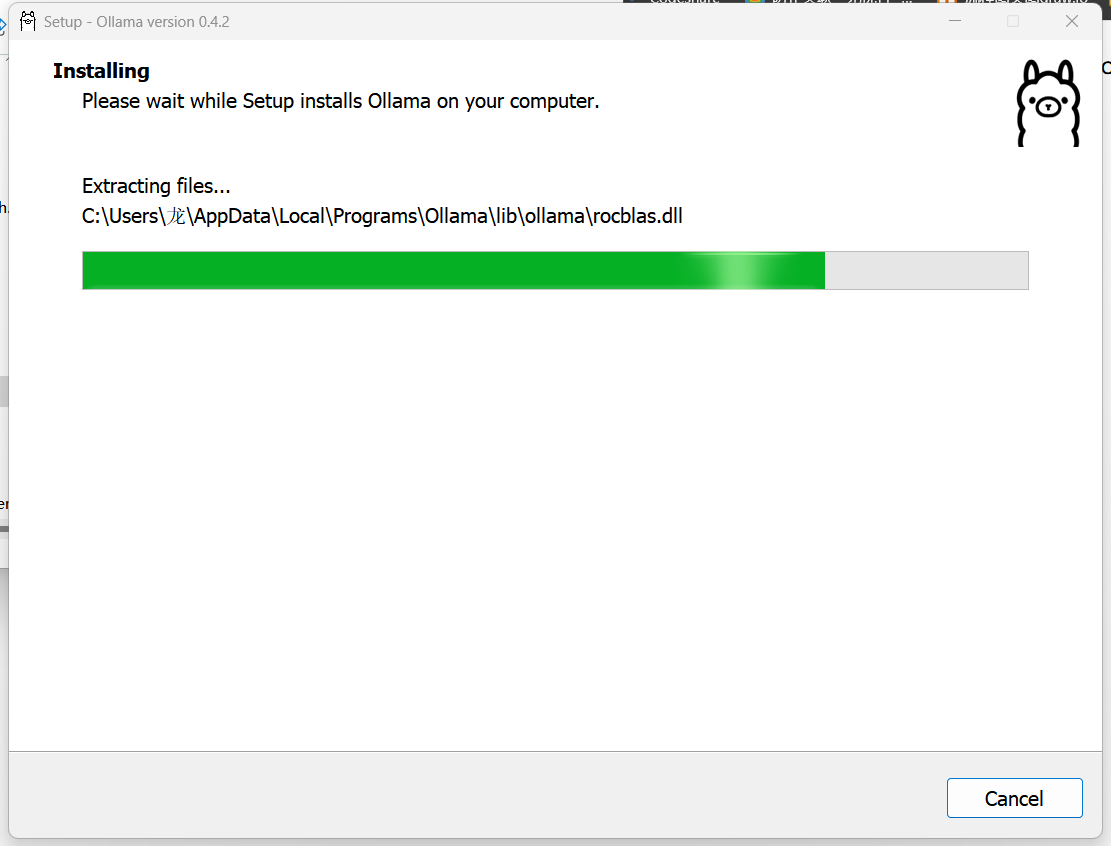 Setup - Ollama version 0.4.2
Installing
Please wait while Setup installs Ollama on your computer.
Extracting files...
C:\Users\龙\AppData\Local\Programs\Ollama\lib\ollama\rocblas.dll
Cancel